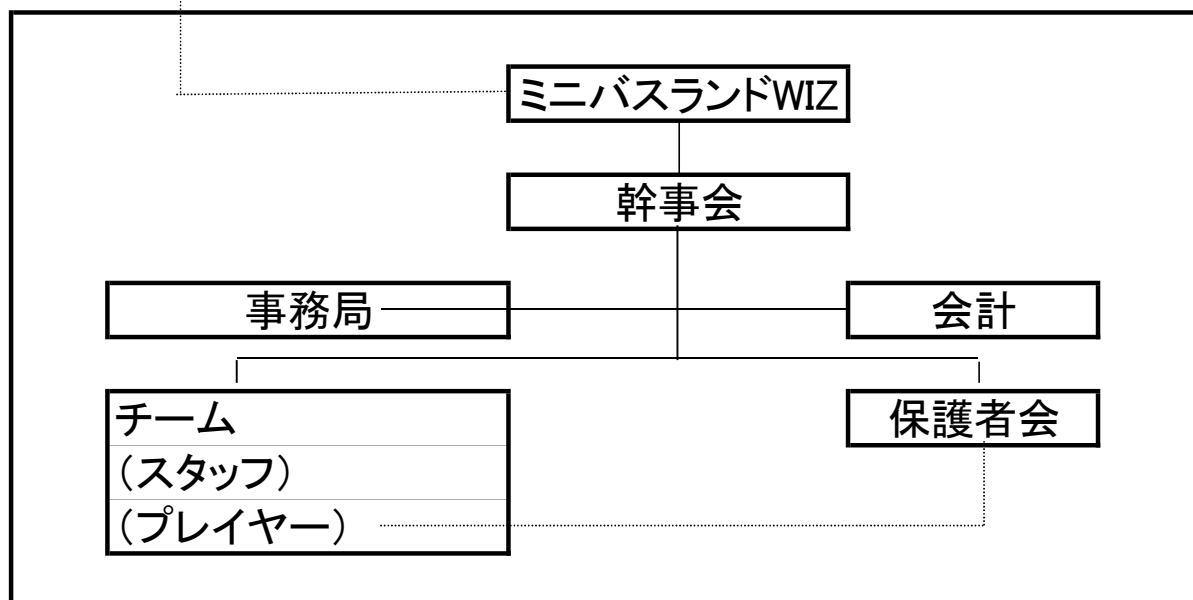 ミニバスランドWIZ
幹事会
事務局
会計
チーム
保護者会
（スタッフ）
（プレイヤー）